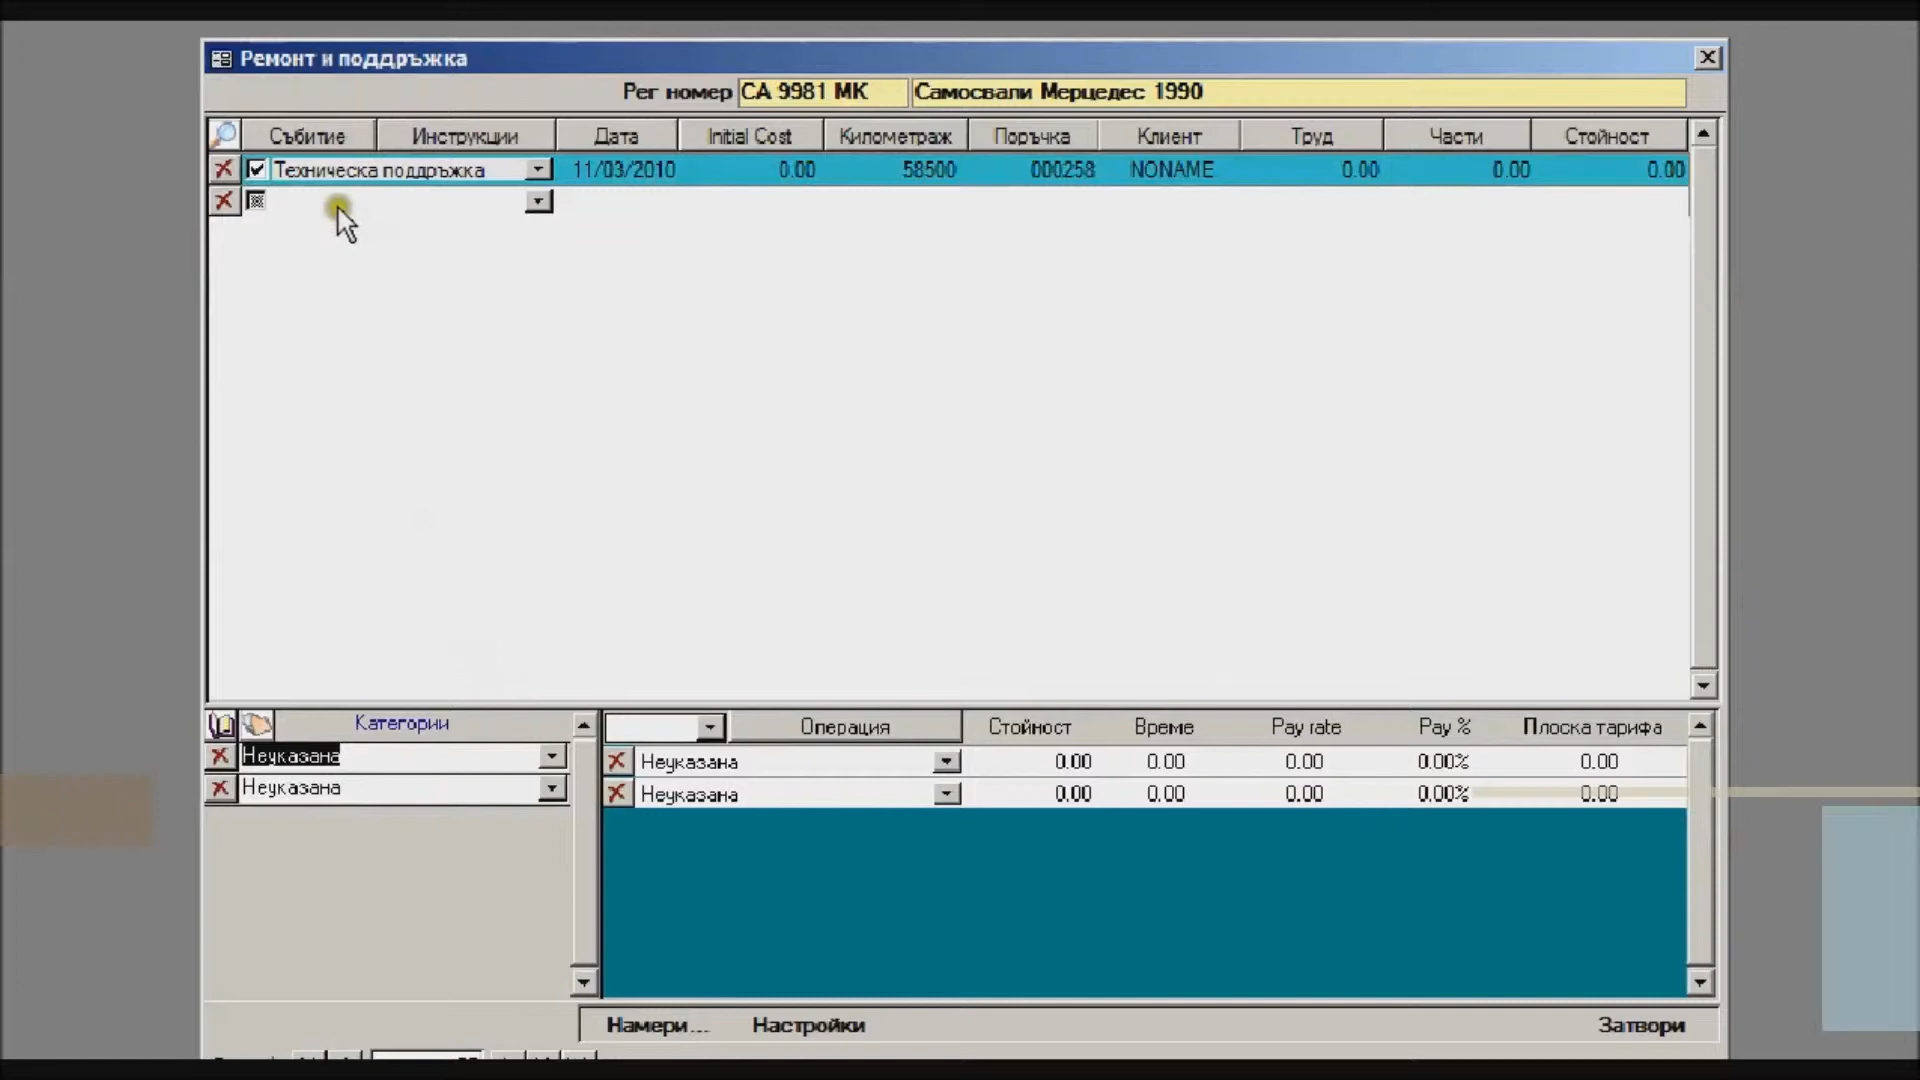 Ремонт и поддръжка
Рег номер СА 9981 МК Самосвали Мерцедес 1990
Събитие Инструкции Дата Initial Cost Километраж Поръчка Клиент Труд Части Стойност
Техническа поддръжка 11/03/2010 0.00 58500 000258 NONAME 0.00 0.00 0.00
Категории Операция Стойност Време Pay rate Pay % Плоска тарифа
Неуказана Неуказана 0.00 0.00 0.00 0.00% 0.00
Неуказана Неуказана 0.00 0.00 0.00 0.00% 0.00
Намери... Настройки Затвори